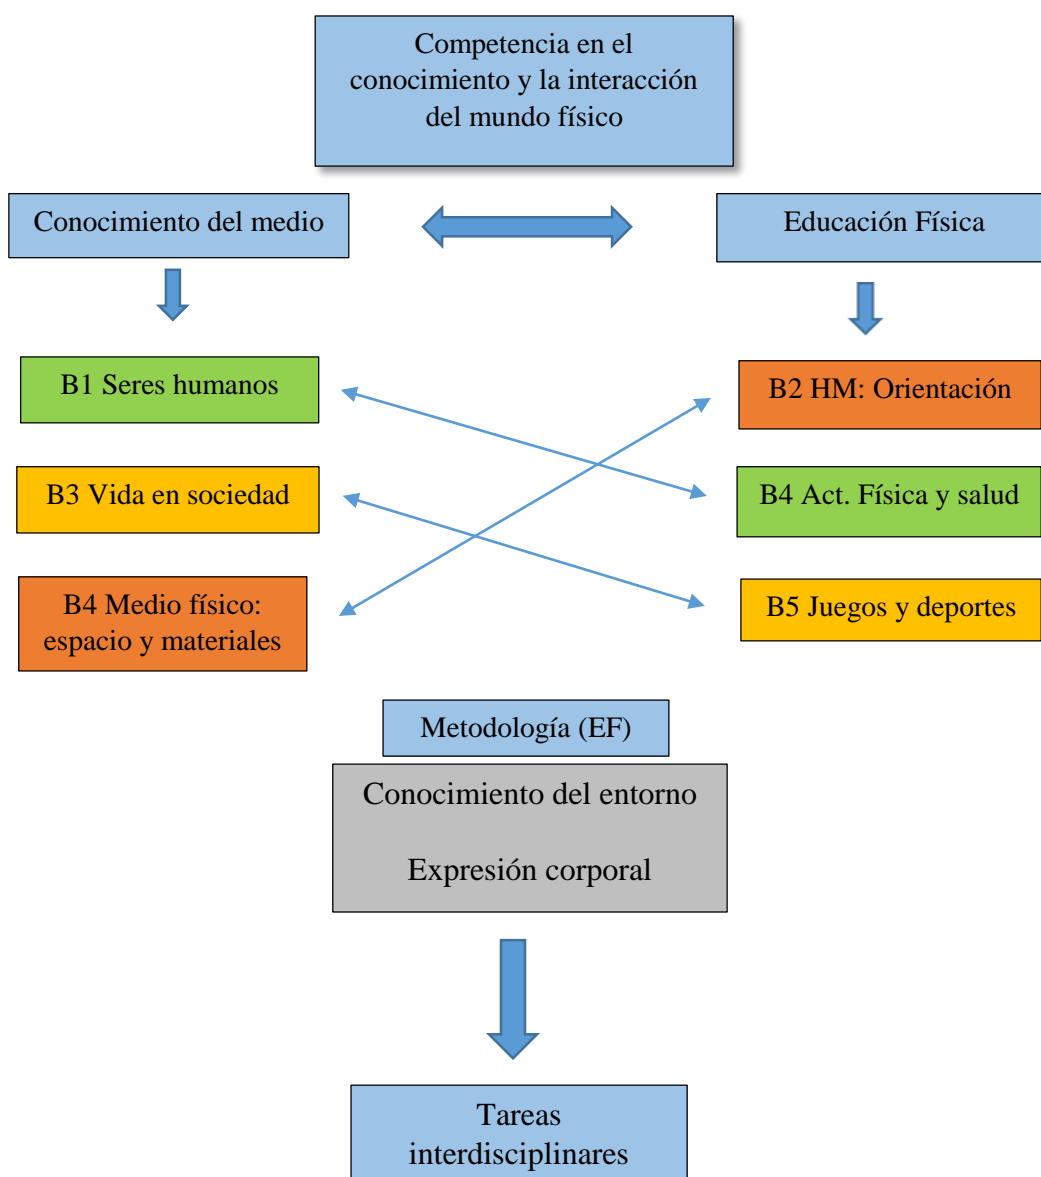 Competencia en el
conocimiento y la interacción
del mundo físico
Conocimiento del medio
Educación Física
B1 Seres humanos
B2 HM: Orientación
B3 Vida en sociedad
B4 Act. Física y salud
B4 Medio físico:
espacio y materiales
B5 Juegos y deportes
Metodología (EF)
Conocimiento del entorno
Expresión corporal
Tareas
interdisciplinares